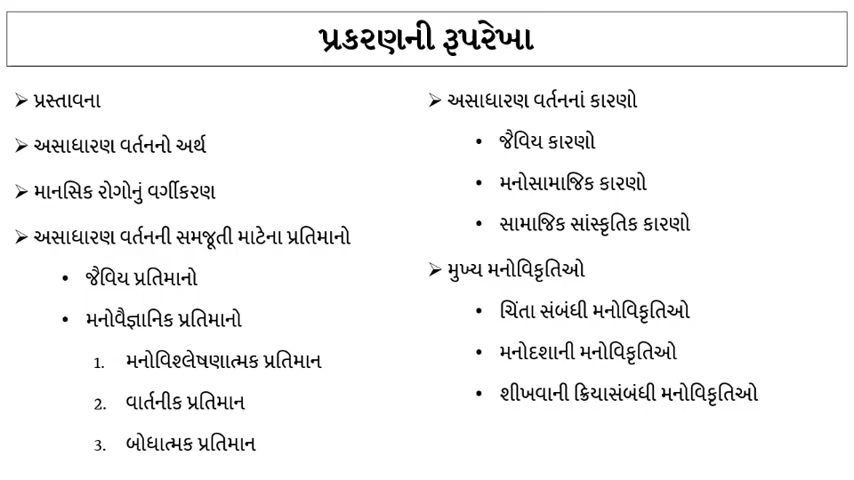 પ્રકરણની રૂપરેખા
➢ પ્રસ્તાવના
➢ અસાધારણ વર્તનનો અર્થ
➢ માનસિક રોગોનું વર્ગીકરણ
➢ અસાધારણ વર્તનની સમજૂતી માટેના પ્રતિમાનો
• જૈવિય પ્રતિમાનો
• મનોવૈજ્ઞાનિક પ્રતિમાનો
1. મનોવિશ્લેષણાત્મક પ્રતિમાન
2. વાર્તનીક પ્રતિમાન
3. બોધાત્મક પ્રતિમાન
➢ અસાધારણ વર્તનનાં કારણો
• જૈવિય કારણો
• મનોસામાજિક કારણો
• સામાજિક સાંસ્કૃતિક કારણો
➢ મુખ્ય મનોવિકૃતિઓ
• ચિંતા સંબંધી મનોવિકૃતિઓ
• મનોદશાની મનોવિકૃતિઓ
• શીખવાની ક્રિયાસંબંધી મનોવિકૃતિઓ